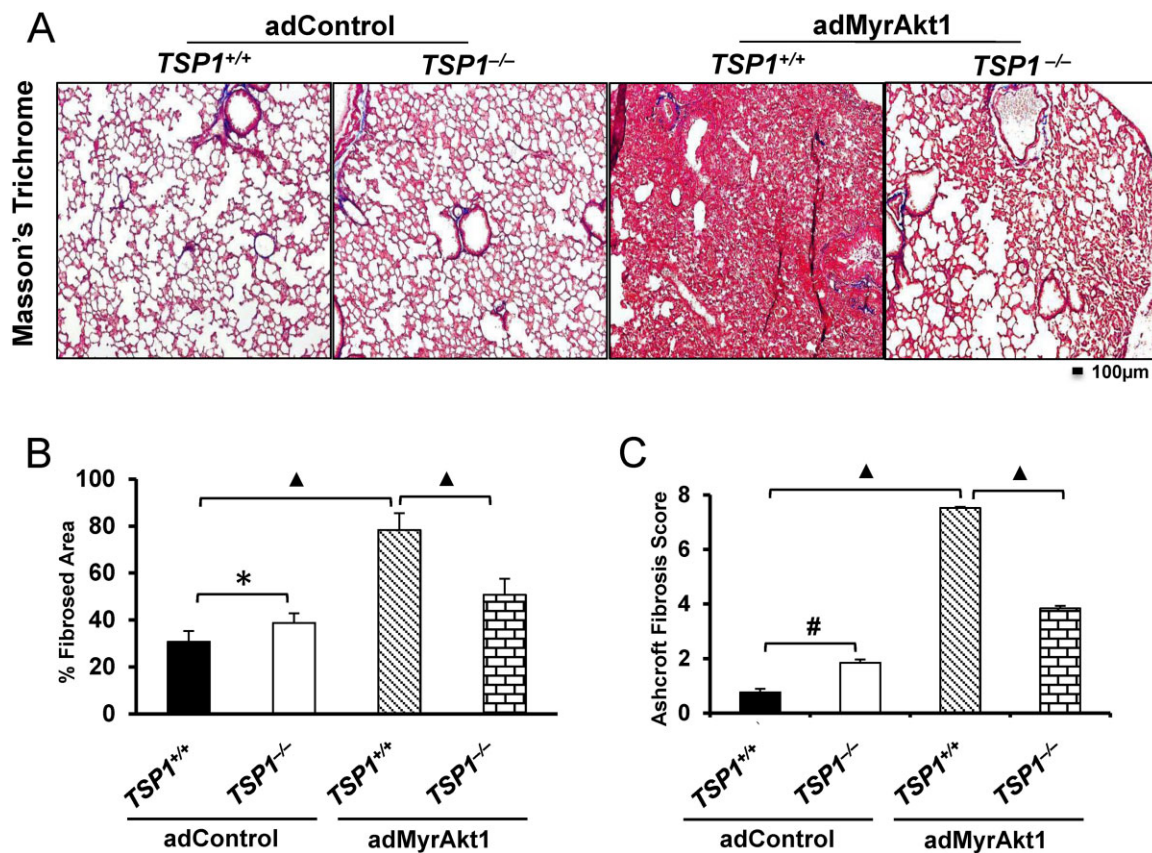 A
adControl
adMyrAkt1
TSP1+/+
TSP1–/–
TSP1+/+
TSP1 –/–
Masson's Trichrome
100µm
B
% Fibrosed Area
100
80
60
40
20
0
▲
▲
*
TSP1+/+
TSP1–/–
TSP1+/+
TSP1–/–
adControl
adMyrAkt1
C
Ashcroft Fibrosis Score
8
6
4
2
0
▲
▲
#
TSP1+/+
TSP1–/–
TSP1+/+
TSP1–/–
adControl
adMyrAkt1